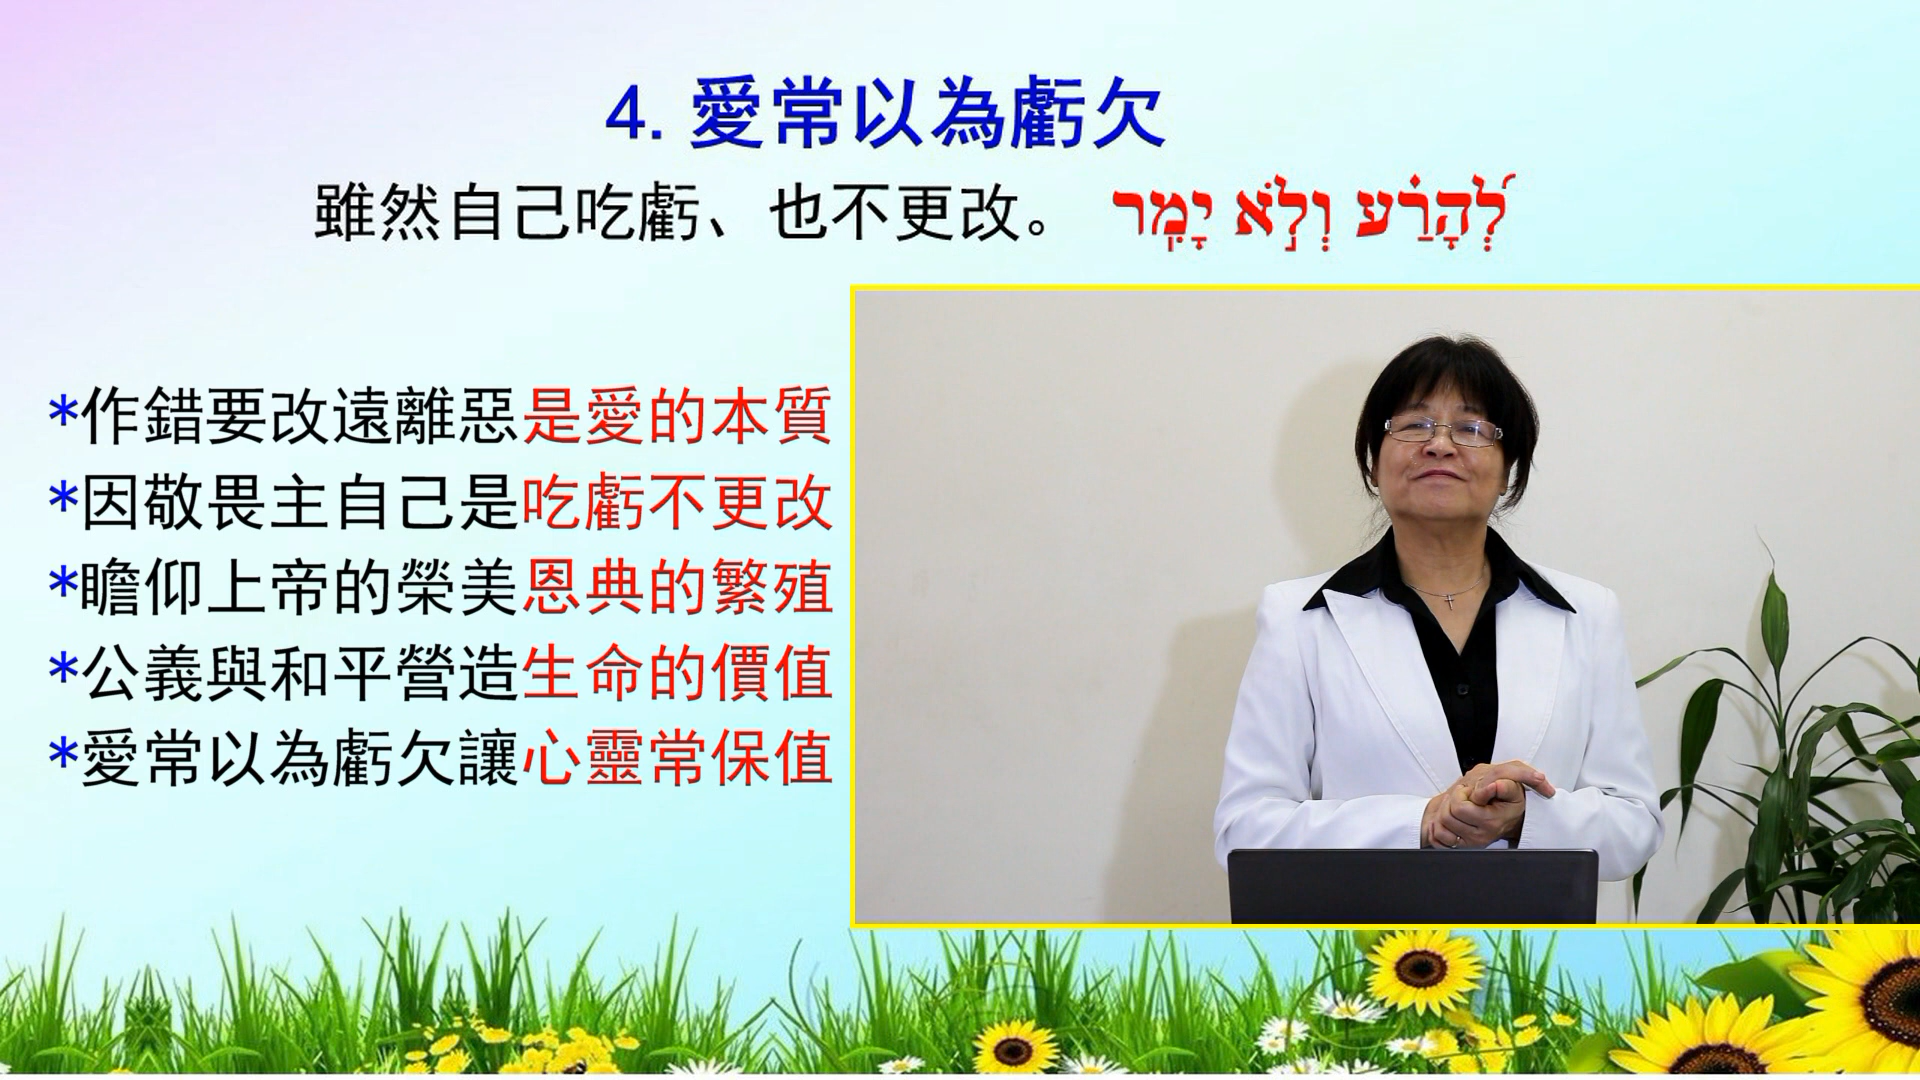 4. 愛常以為虧欠
雖然自己吃虧、也不更改。 לְ֝הָרַ֗ע וְלֹ֣א יָמִֽר
*作錯要改遠離惡是愛的本質
*因敬畏主自己是吃虧不更改
*瞻仰上帝的榮美恩典的繁殖
*公義與和平營造生命的價值
*愛常以為虧欠讓心靈常保值